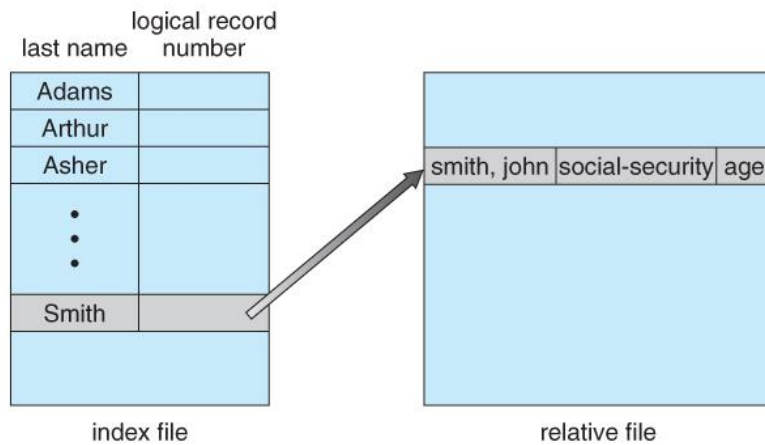 logical record
last name number
Adams
Arthur
Asher
Smith
index file
smith, john social-security age
relative file